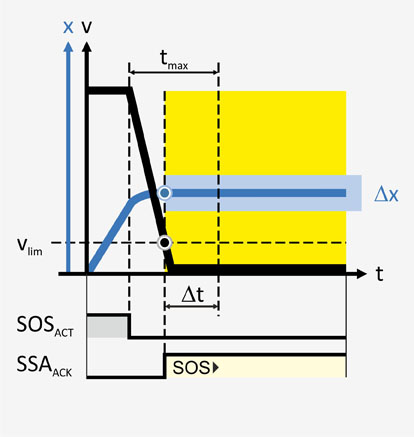 x v
tmax
Δx
vlim
t
Δt
SOSACT
SSAACK
SOS